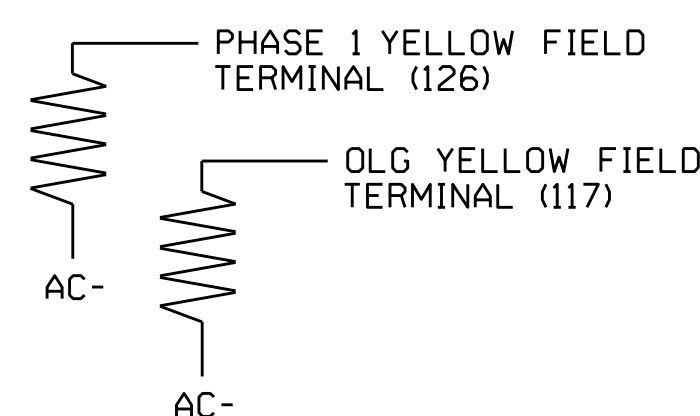 PHASE 1 YELLOW FIELD
TERMINAL (126)
OLG YELLOW FIELD
TERMINAL (117)
AC-
AC-